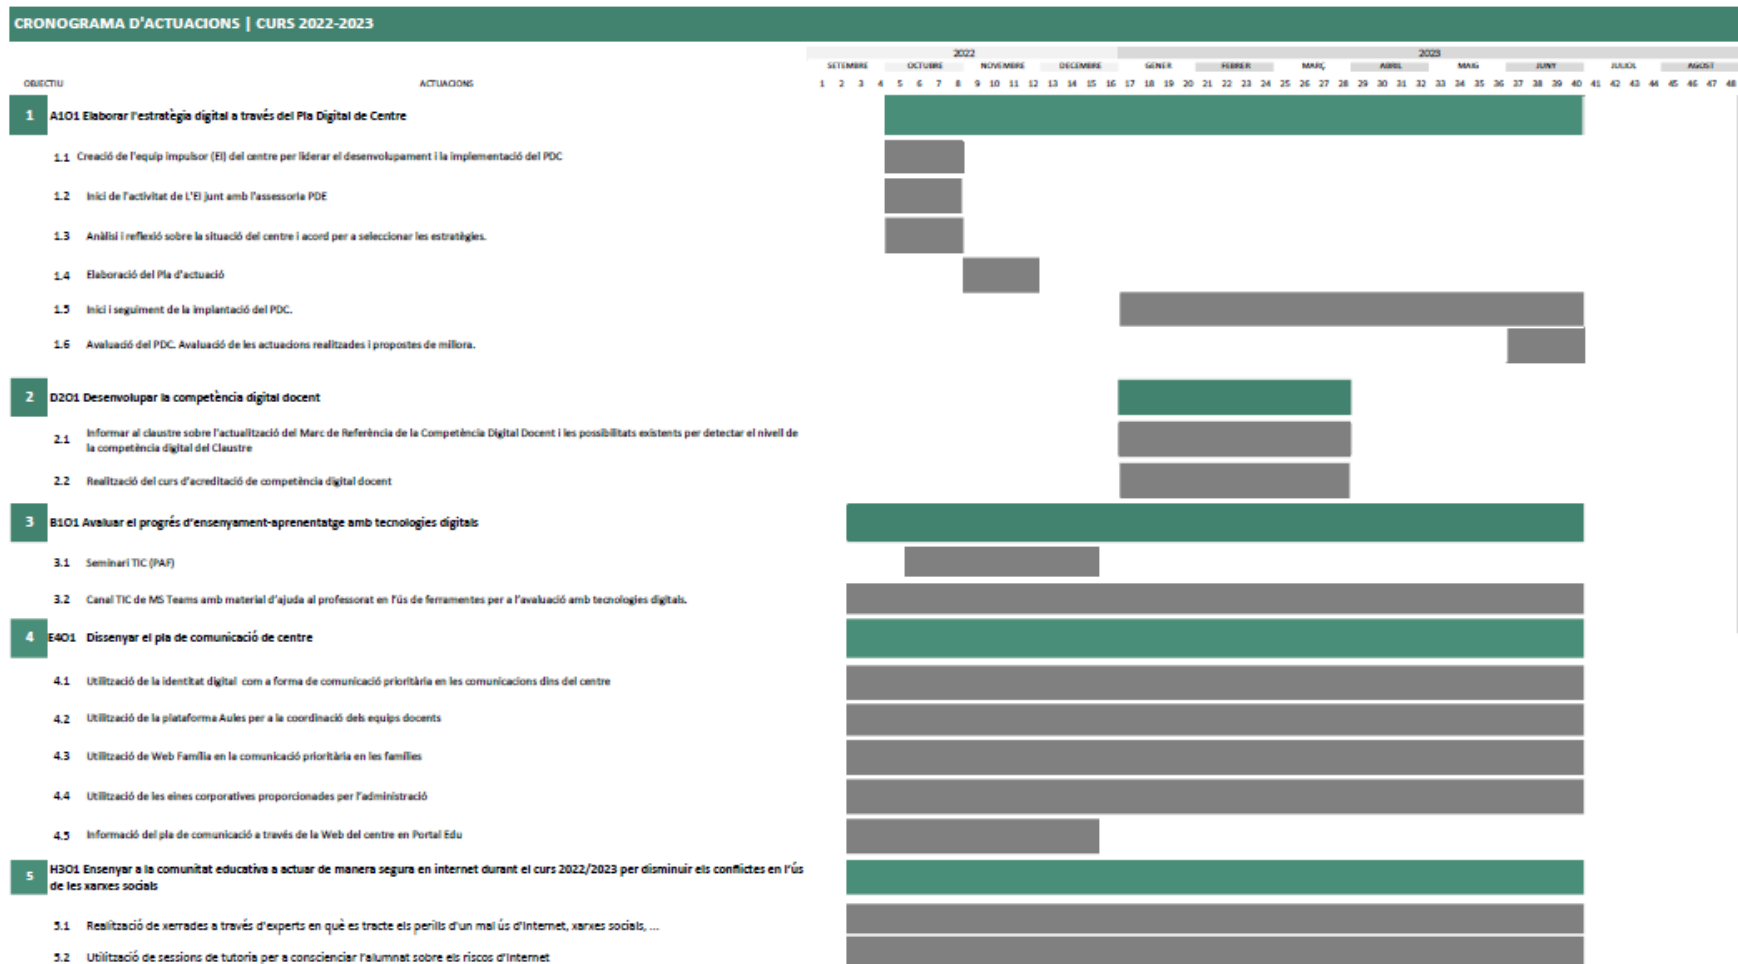 CRONOGRAMA D'ACTUACIONS | CURS 2022-2023
2022 2023
SETEMBRE OCTUBRE NOVEMBRE DECEMBRE GENER FEBRER MARÇ ABRIL MAIG JUNY JULIOL AGOST
OBJECTIU ACTUACIONS 1 2 3 4 5 6 7 8 9 10 11 12 13 14 15 16 17 18 19 20 21 22 23 24 25 26 27 28 29 30 31 32 33 34 35 36 37 38 39 40 41 42 43 44 45 46 47 48
1 A1O1 Elaborar l'estratègia digital a través del Pla Digital de Centre
1.1 Creació de l'equip impulsor (EI) del centre per liderar el desenvolupament i la implementació del PDC
1.2 Inici de l'activitat de L'EI junt amb l'assessoria PDE
1.3 Anàlisi i reflexió sobre la situació del centre i acord per a seleccionar les estratègies.
1.4 Elaboració del Pla d'actuació
1.5 Inici i seguiment de la implantació del PDC.
1.6 Avaluació del PDC. Avaluació de les actuacions realitzades i propostes de millora.
2 D2O1 Desenvolupar la competència digital docent
2.1 Informar al claustre sobre l'actualització del Marc de Referència de la Competència Digital Docent i les possibilitats existents per detectar el nivell de
la competència digital del Claustre
2.2 Realització del curs d'acreditació de competència digital docent
3 B1O1 Avaluar el progrés d'ensenyament-aprenentatge amb tecnologies digitals
3.1 Seminari TIC (PAF)
3.2 Canal TIC de MS Teams amb material d'ajuda al professorat en l'ús de ferramentes per a l'avaluació amb tecnologies digitals.
4 E4O1 Dissenyar el pla de comunicació de centre
4.1 Utilització de la identitat digital com a forma de comunicació prioritària en les comunicacions dins del centre
4.2 Utilització de la plataforma Aules per a la coordinació dels equips docents
4.3 Utilització de Web Família en la comunicació prioritària en les famílies
4.4 Utilització de les eines corporatives proporcionades per l'administració
4.5 Informació del pla de comunicació a través de la Web del centre en Portal Edu
5 H3O1 Ensenyar a la comunitat educativa a actuar de manera segura en internet durant el curs 2022/2023 per disminuir els conflictes en l'ús
de les xarxes socials
5.1 Realització de xerrades a través d'experts en què es tracte els perills d'un mal ús d'Internet, xarxes socials, ...
5.2 Utilització de sessions de tutoria per a conscienciar l'alumnat sobre els riscos d'Internet